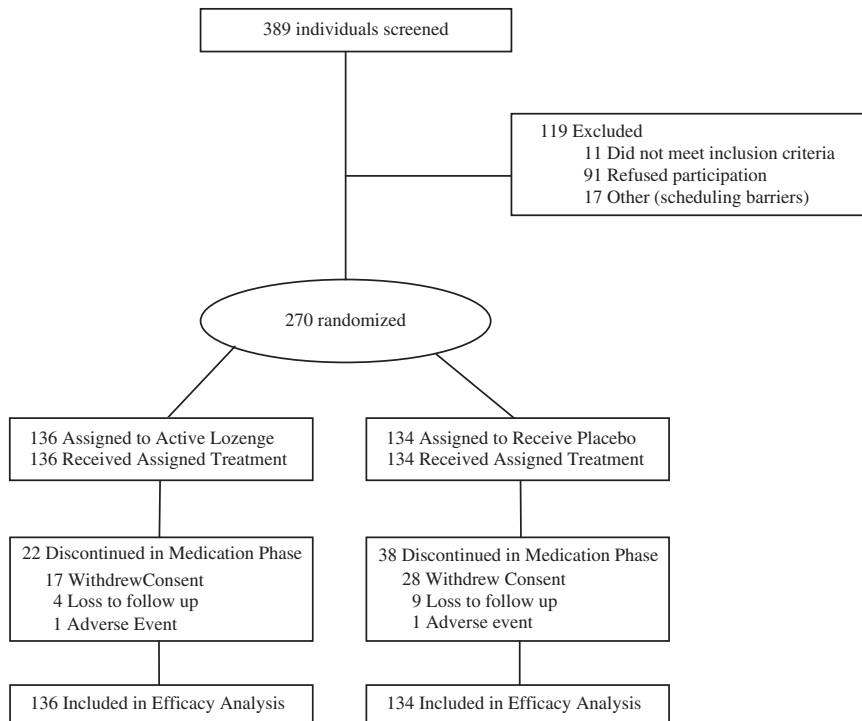 389 individuals screened
119 Excluded
11 Did not meet inclusion criteria
91 Refused participation
17 Other (scheduling barriers)
270 randomized
136 Assigned to Active Lozenge
136 Received Assigned Treatment
134 Assigned to Receive Placebo
134 Received Assigned Treatment
22 Discontinued in Medication Phase
17 WithdrewConsent
4 Loss to follow up
1 Adverse Event
38 Discontinued in Medication Phase
28 Withdrew Consent
9 Loss to follow up
1 Adverse event
136 Included in Efficacy Analysis
134 Included in Efficacy Analysis